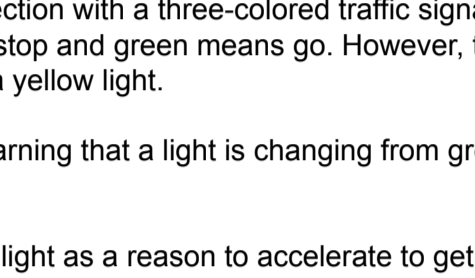 with a three-colored traffic
stop and green means go. However,
yellow light.
that a light is changing from
light as a reason to accelerate to get